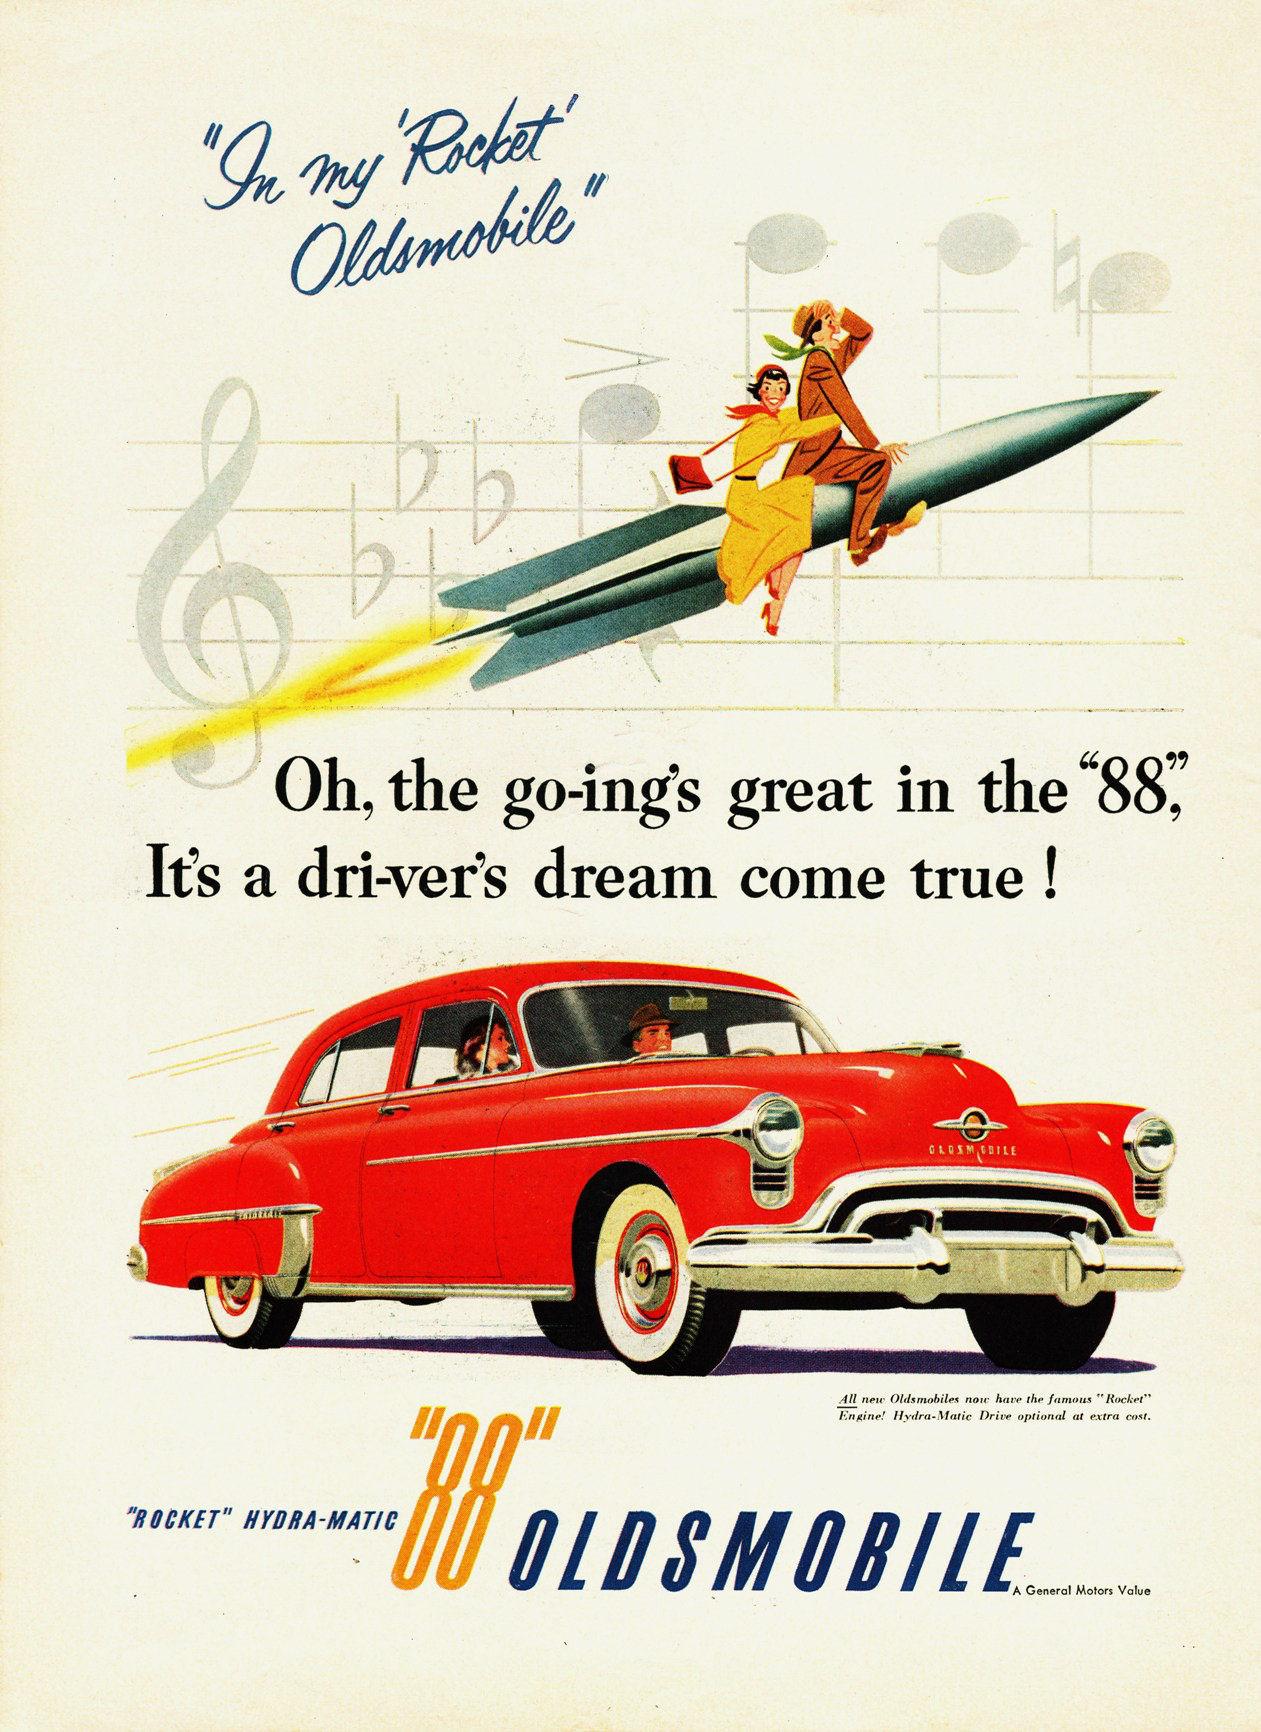 "In my 'Rocket'
Oldsmobile"
Oh, the go-ing's great in the “88”,
It's a dri-ver's dream come true !
OLDSMOBILE
All new Oldsmobiles now have the famous "Rocket"
Engine! Hydra-Matic Drive optional at extra cost.
"ROCKET" HYDRA-MATIC "88" OLDSMOBILE
A General Motors Value